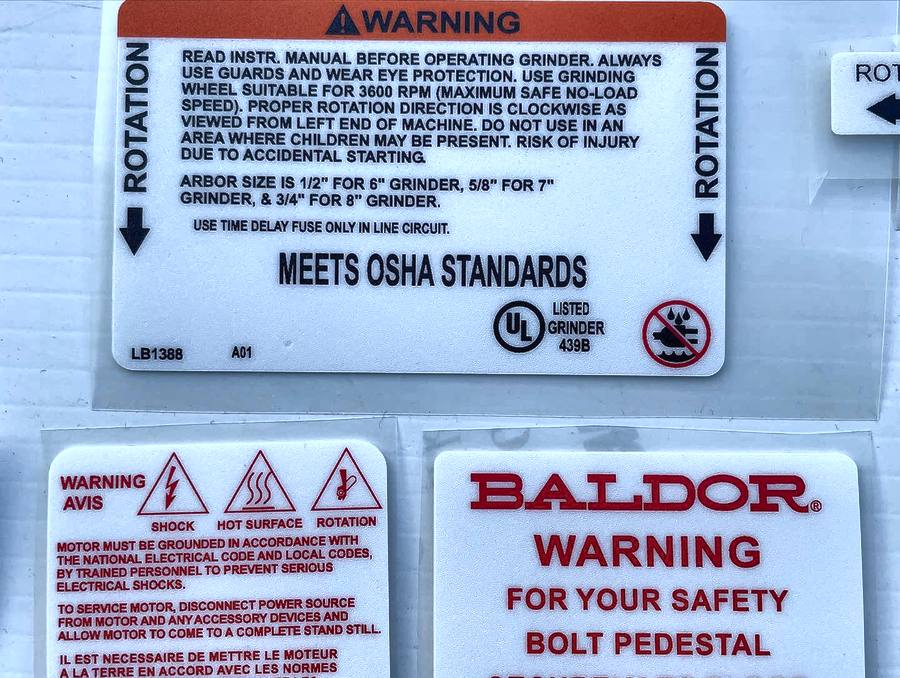 WARNING
ROTATION
READ INSTR. MANUAL BEFORE OPERATING GRINDER. ALWAYS
USE GUARDS AND WEAR EYE PROTECTION. USE GRINDING
WHEEL SUITABLE FOR 3600 RPM (MAXIMUM SAFE NO-LOAD
SPEED). PROPER ROTATION DIRECTION IS CLOCKWISE AS
VIEWED FROM LEFT END OF MACHINE. DO NOT USE IN AN
AREA WHERE CHILDREN MAY BE PRESENT. RISK OF INJURY
DUE TO ACCIDENTAL STARTING.
ARBOR SIZE IS 1/2" FOR 6" GRINDER, 5/8" FOR 7"
GRINDER, & 3/4" FOR 8" GRINDER.
USE TIME DELAY FUSE ONLY IN LINE CIRCUIT.
MEETS OSHA STANDARDS
UL
LISTED
GRINDER
439B
LB1388 A01
ROTATION
ROT
WARNING
AVIS
SHOCK HOT SURFACE ROTATION
MOTOR MUST BE GROUNDED IN ACCORDANCE WITH
THE NATIONAL ELECTRICAL CODE AND LOCAL CODES,
BY TRAINED PERSONNEL TO PREVENT SERIOUS
ELECTRICAL SHOCKS.
TO SERVICE MOTOR, DISCONNECT POWER SOURCE
FROM MOTOR AND ANY ACCESSORY DEVICES AND
ALLOW MOTOR TO COME TO A COMPLETE STAND STILL.
IL EST NECESSAIRE DE METTRE LE MOTEUR
A LA TERRE EN ACCORD AVEC LES NORMES
BALDOR®
WARNING
FOR YOUR SAFETY
BOLT PEDESTAL